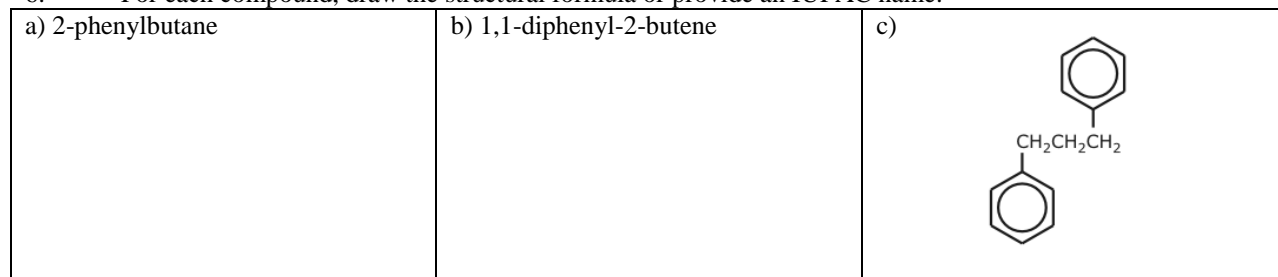 For each compound, draw the structural formula or provide an IUPAC name.
a) 2-phenylbutane
b) 1,1-diphenyl-2-butene
c)
CH₂CH₂CH₂